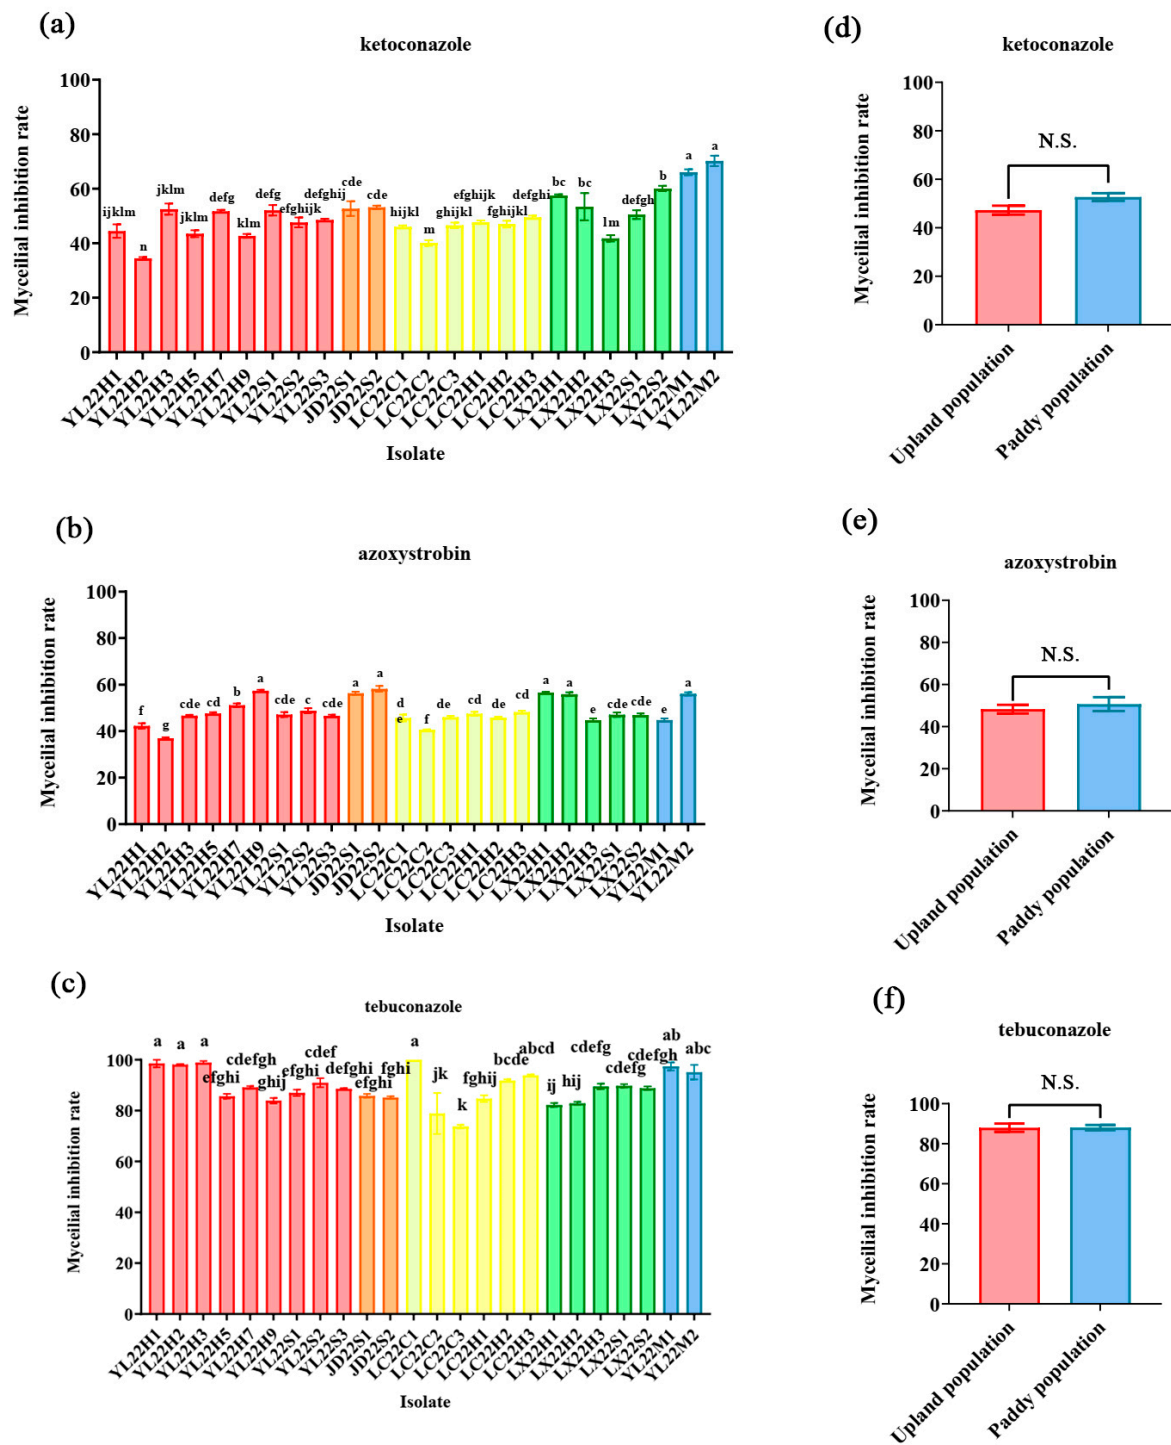 (a)
ketoconazole
Myceilial inhibition rate
100
80
60
40
20
0
ijklm
n
jklm
jklm
defg
klm
defg
efghijk
defghij
cde
cde
hijkl
m
ghijkl
efghijk
fghijkl
defghi
bc
bc
lm
defgh
b
a
a
YL22H1
YL22H2
YL22H3
YL22H5
YL22H7
YL22H9
YL22S1
YL22S2
YL22S3
JD22S1
JD22S2
LC22C1
LC22C2
LC22C3
LC22H1
LC22H2
LC22H3
LX22H1
LX22H2
LX22H3
LX22S1
LX22S2
YL22M1
YL22M2
Isolate
(d)
ketoconazole
Myceilial inhibition rate
100
80
60
40
20
0
N.S.
Upland population
Paddy population
(b)
azoxystrobin
Myceilial inhibition rate
100
80
60
40
20
0
f
g
cde
cd
b
a
cde
c
cde
a
a
d
e
f
de
cd
de
cd
a
a
e
cde
cde
e
a
YL22H1
YL22H2
YL22H3
YL22H5
YL22H7
YL22H9
YL22S1
YL22S2
YL22S3
JD22S1
JD22S2
LC22C1
LC22C2
LC22C3
LC22H1
LC22H2
LC22H3
LX22H1
LX22H2
LX22H3
LX22S1
LX22S2
YL22M1
YL22M2
Isolate
(e)
azoxystrobin
Myceilial inhibition rate
100
80
60
40
20
0
N.S.
Upland population
Paddy population
(c)
tebuconazole
Myceilial inhibition rate
100
80
60
40
20
0
a
a
a
efghi
cdefgh
ghij
efghi
cdef
defghi
efghi
fghi
a
jk
k
fghij
bcde
abcd
ij
hij
cdefg
cdefg
cdefgh
ab
abc
YL22H1
YL22H2
YL22H3
YL22H5
YL22H7
YL22H9
YL22S1
YL22S2
YL22S3
JD22S1
JD22S2
LC22C1
LC22C2
LC22C3
LC22H1
LC22H2
LC22H3
LX22H1
LX22H2
LX22H3
LX22S1
LX22S2
YL22M1
YL22M2
Isolate
(f)
tebuconazole
Myceilial inhibition rate
100
80
60
40
20
0
N.S.
Upland population
Paddy population